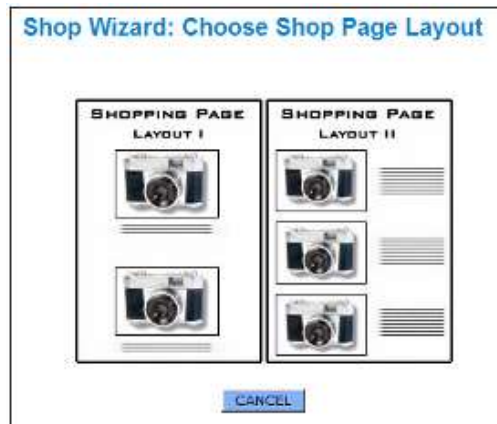 Shop Wizard: Choose Shop Page Layout
SHOPPING PAGE
LAYOUT I
SHOPPING PAGE
LAYOUT II
CANCEL